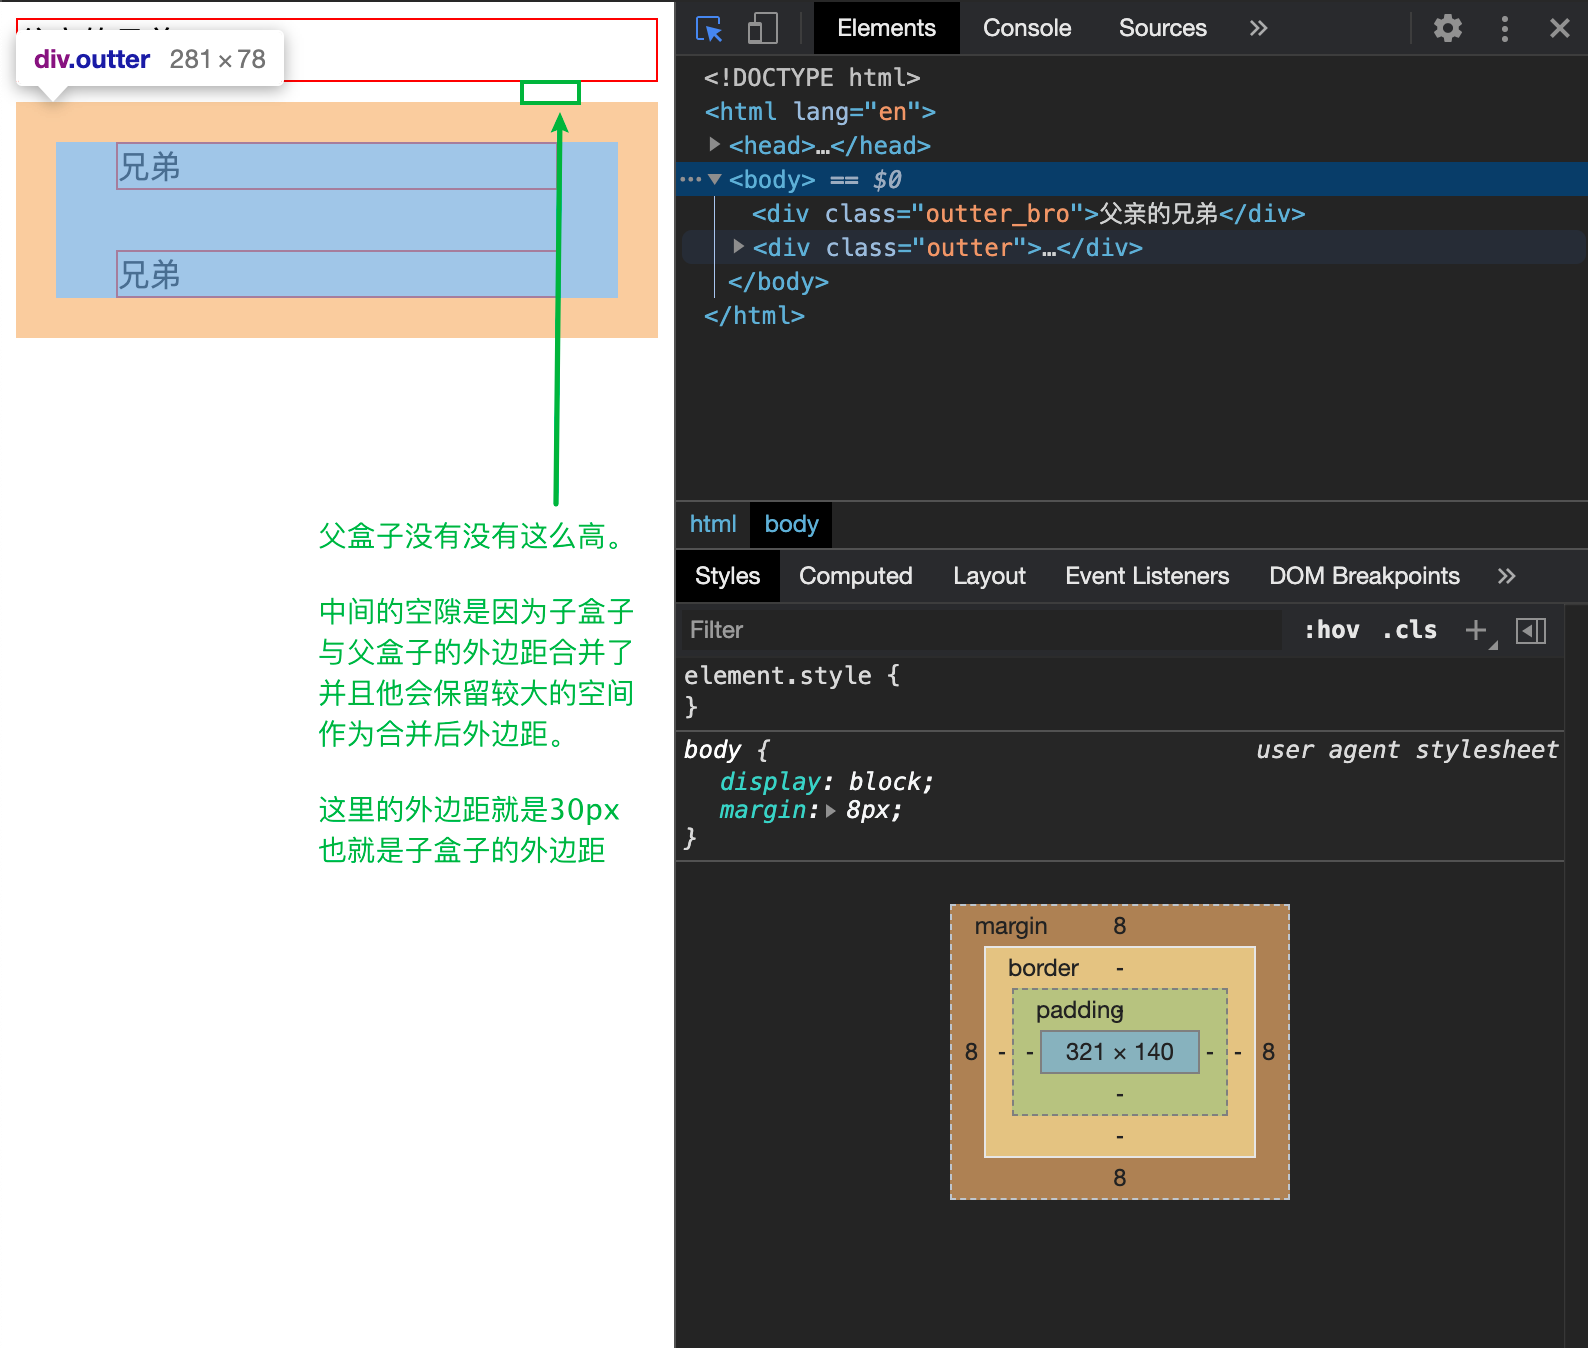 div.outter 281 × 78
兄弟
兄弟
父盒子没有没有这么高。
中间的空隙是因为子盒子
与父盒子的外边距合并了
并且他会保留较大的空间
作为合并后外边距。
这里的外边距就是30px
也就是子盒子的外边距
Elements Console Sources »
<!DOCTYPE html>
<html lang="en">
<head>…</head>
<body> == $0
<div class="outter_bro">父亲的兄弟</div>
<div class="outter">…</div>
</body>
</html>
html body
Styles Computed Layout Event Listeners DOM Breakpoints »
Filter :hov .cls
element.style {
}
body { user agent stylesheet
display: block;
margin: 8px;
}
margin 8
border -
padding -
8 - - 321 × 140 - - 8
-
-
8